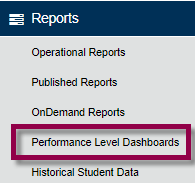 Reports
Operational Reports
Published Reports
OnDemand Reports
Performance Level Dashboards
Historical Student Data